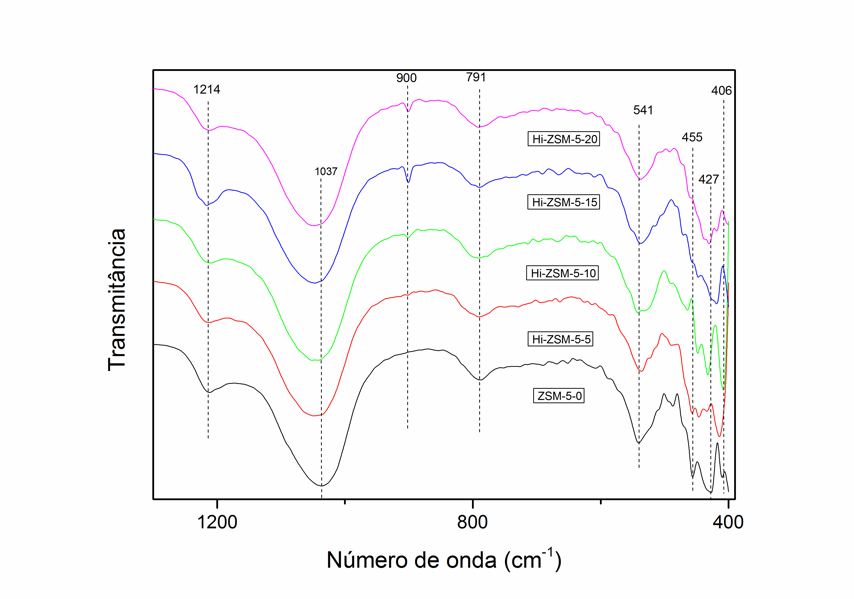 1214
900
791
406
541
455
427
1037
Hi-ZSM-5-20
Hi-ZSM-5-15
Hi-ZSM-5-10
Hi-ZSM-5-5
ZSM-5-0
Transmitância
1200
800
400
Número de onda (cm⁻¹)